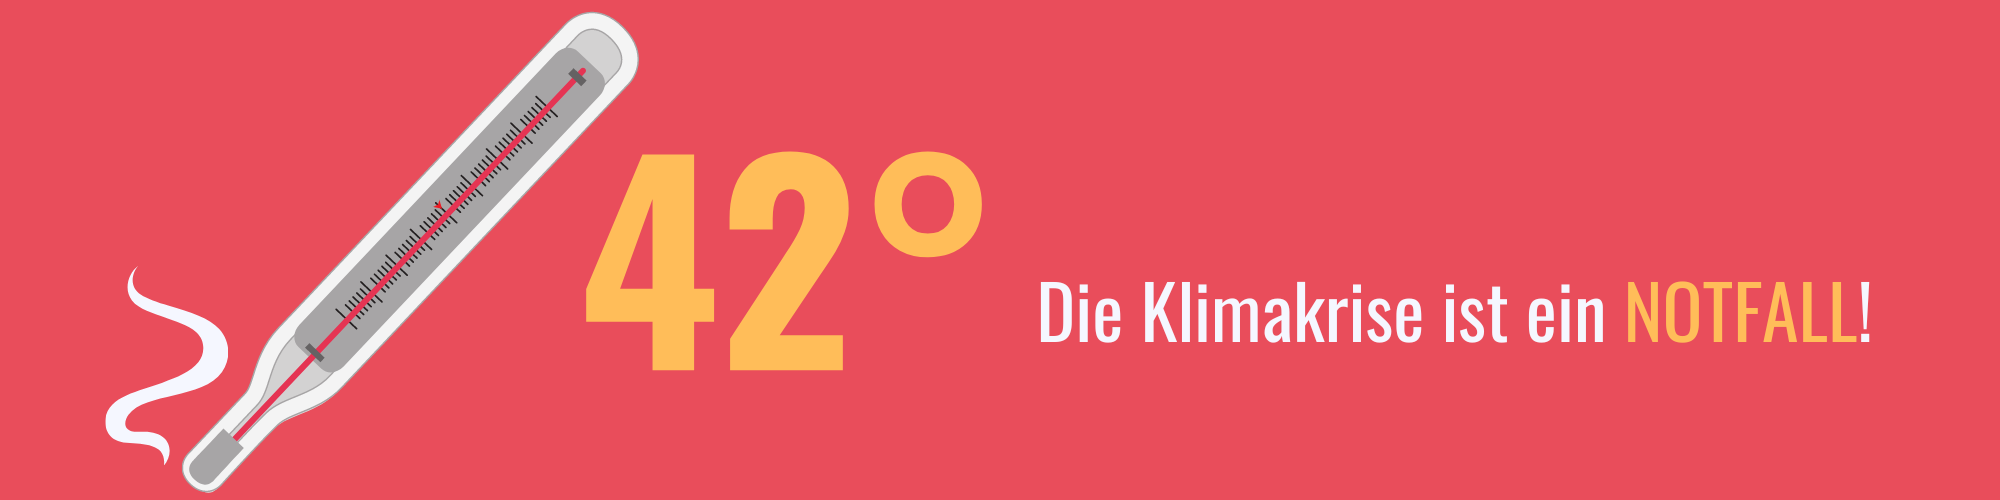 42°
Die Klimakrise ist ein NOTFALL!